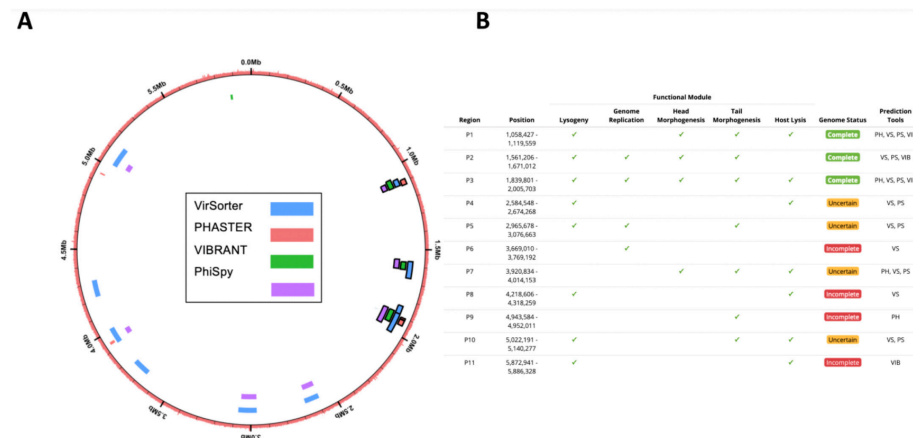 A
B
0.0Mb
0.5Mb
1.0Mb
1.5Mb
2.0Mb
2.5Mb
3.0Mb
3.5Mb
4.0Mb
4.5Mb
5.0Mb
5.5Mb
VirSorter
PHASTER
VIBRANT
PhiSpy
Functional Module
Region Position Lysogeny Genome Replication Head Morphogenesis Tail Morphogenesis Host Lysis Genome Status Prediction Tools
P1 1,058,427 - 1,119,559 ✓ ✓ ✓ ✓ Complete PH, VS, PS, VI
P2 1,561,206 - 1,671,012 ✓ ✓ ✓ ✓ Complete VS, PS, VIB
P3 1,839,801 - 2,005,703 ✓ ✓ ✓ ✓ ✓ Complete PH, VS, PS, VI
P4 2,584,548 - 2,674,268 ✓ ✓ Uncertain VS, PS
P5 2,965,678 - 3,076,663 ✓ ✓ ✓ Uncertain VS, PS
P6 3,669,010 - 3,769,192 ✓ Incomplete VS
P7 3,920,834 - 4,014,153 ✓ ✓ ✓ Uncertain PH, VS, PS
P8 4,218,606 - 4,318,259 ✓ ✓ Incomplete VS
P9 4,943,584 - 4,952,011 ✓ Incomplete PH
P10 5,022,191 - 5,140,277 ✓ ✓ ✓ Uncertain VS, PS
P11 5,872,941 - 5,886,328 ✓ ✓ Incomplete VIB